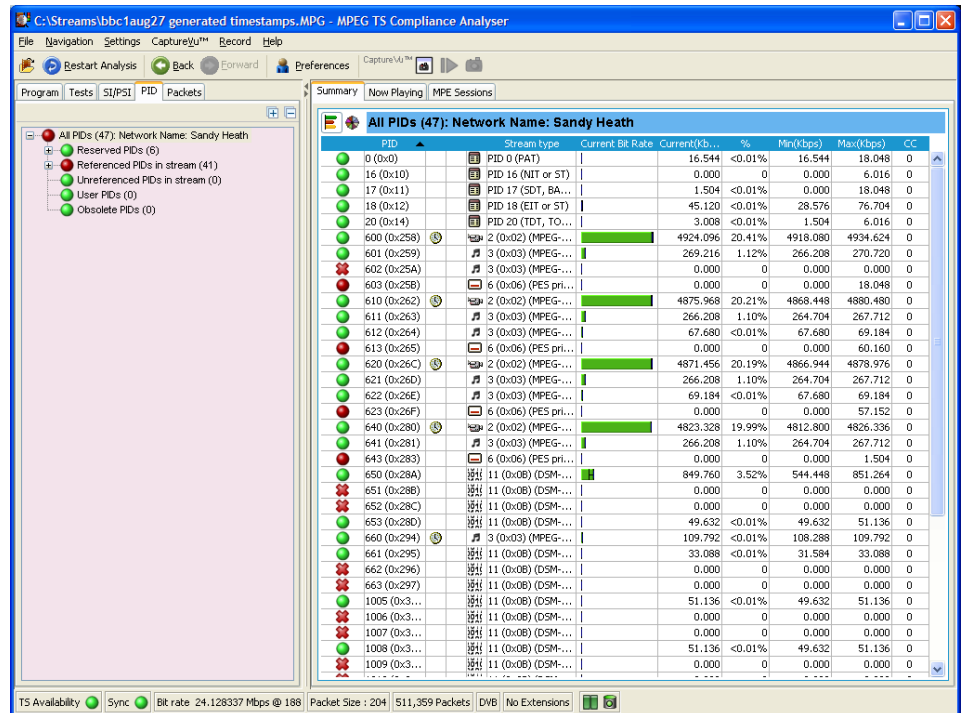 C:\Streams\bbc1aug27 generated timestamps.MPG - MPEG TS Compliance Analyser
File Navigation Settings CaptureVu™ Record Help
Restart Analysis Back Forward Preferences CaptureVu™
Program Tests SI/PSI PID Packets
Summary Now Playing MPE Sessions
All PIDs (47): Network Name: Sandy Heath
Reserved PIDs (6)
Referenced PIDs in stream (41)
Unreferenced PIDs in stream (0)
User PIDs (0)
Obsolete PIDs (0)
All PIDs (47): Network Name: Sandy Heath
PID Stream type Current Bit Rate Current(Kb... % Min(Kbps) Max(Kbps) CC
0 (0x0) PID 0 (PAT) 16.544 <0.01% 16.544 18.048 0
16 (0x10) PID 16 (NIT or ST) 0.000 0 0.000 6.016 0
17 (0x11) PID 17 (SDT, BA... 1.504 <0.01% 0.000 18.048 0
18 (0x12) PID 18 (EIT or ST) 45.120 <0.01% 28.576 76.704 0
20 (0x14) PID 20 (TDT, TO... 3.008 <0.01% 1.504 6.016 0
600 (0x258) 2 (0x02) (MPEG-... 4924.096 20.41% 4918.080 4934.624 0
601 (0x259) 3 (0x03) (MPEG-... 269.216 1.12% 266.208 270.720 0
602 (0x25A) 3 (0x03) (MPEG-... 0.000 0 0.000 0.000 0
603 (0x25B) 6 (0x06) (PES pri... 0.000 0 0.000 18.048 0
610 (0x262) 2 (0x02) (MPEG-... 4875.968 20.21% 4868.448 4880.480 0
611 (0x263) 3 (0x03) (MPEG-... 266.208 1.10% 264.704 267.712 0
612 (0x264) 3 (0x03) (MPEG-... 67.680 <0.01% 67.680 69.184 0
613 (0x265) 6 (0x06) (PES pri... 0.000 0 0.000 60.160 0
620 (0x26C) 2 (0x02) (MPEG-... 4871.456 20.19% 4866.944 4878.976 0
621 (0x26D) 3 (0x03) (MPEG-... 266.208 1.10% 264.704 267.712 0
622 (0x26E) 3 (0x03) (MPEG-... 69.184 <0.01% 67.680 69.184 0
623 (0x26F) 6 (0x06) (PES pri... 0.000 0 0.000 57.152 0
640 (0x280) 2 (0x02) (MPEG-... 4823.328 19.99% 4812.800 4826.336 0
641 (0x281) 3 (0x03) (MPEG-... 266.208 1.10% 264.704 267.712 0
643 (0x283) 6 (0x06) (PES pri... 0.000 0 0.000 1.504 0
650 (0x28A) 11 (0x0B) (DSM-... 849.760 3.52% 544.448 851.264 0
651 (0x28B) 11 (0x0B) (DSM-... 0.000 0 0.000 0.000 0
652 (0x28C) 11 (0x0B) (DSM-... 0.000 0 0.000 0.000 0
653 (0x28D) 11 (0x0B) (DSM-... 49.632 <0.01% 49.632 51.136 0
660 (0x294) 3 (0x03) (MPEG-... 109.792 <0.01% 108.288 109.792 0
661 (0x295) 11 (0x0B) (DSM-... 33.088 <0.01% 31.584 33.088 0
662 (0x296) 11 (0x0B) (DSM-... 0.000 0 0.000 0.000 0
663 (0x297) 11 (0x0B) (DSM-... 0.000 0 0.000 0.000 0
1005 (0x3... 11 (0x0B) (DSM-... 51.136 <0.01% 49.632 51.136 0
1006 (0x3... 11 (0x0B) (DSM-... 0.000 0 0.000 0.000 0
1007 (0x3... 11 (0x0B) (DSM-... 0.000 0 0.000 0.000 0
1008 (0x3... 11 (0x0B) (DSM-... 51.136 <0.01% 49.632 51.136 0
1009 (0x3... 11 (0x0B) (DSM-... 0.000 0 0.000 0.000 0
TS Availability Sync Bit rate 24.128337 Mbps @ 188 Packet Size : 204 511,359 Packets DVB No Extensions